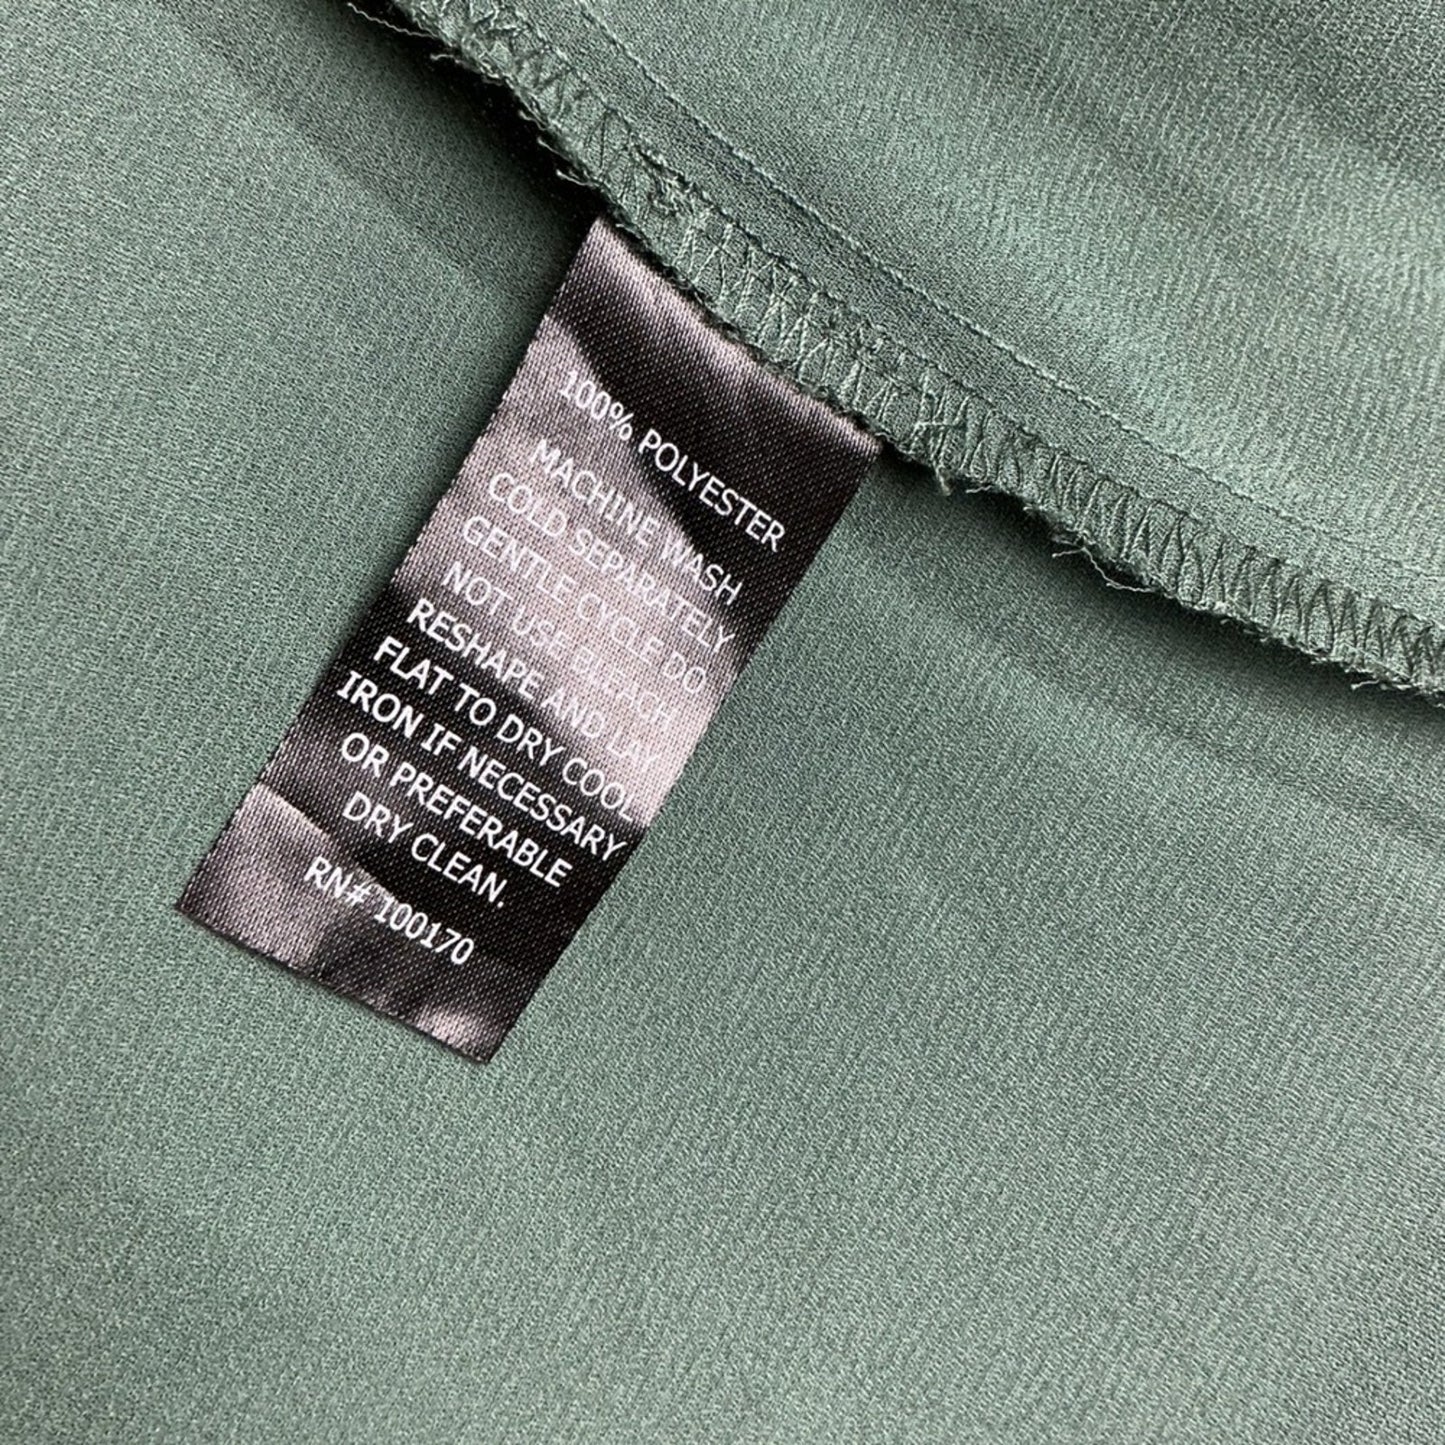 100% POLYESTER
MACHINE WASH
COLD SEPARATELY
GENTLE CYCLE DO
NOT USE BLEACH
RESHAPE AND LAY
FLAT TO DRY COOL
IRON IF NECESSARY
OR PREFERABLE
DRY CLEAN.
RN# 100170